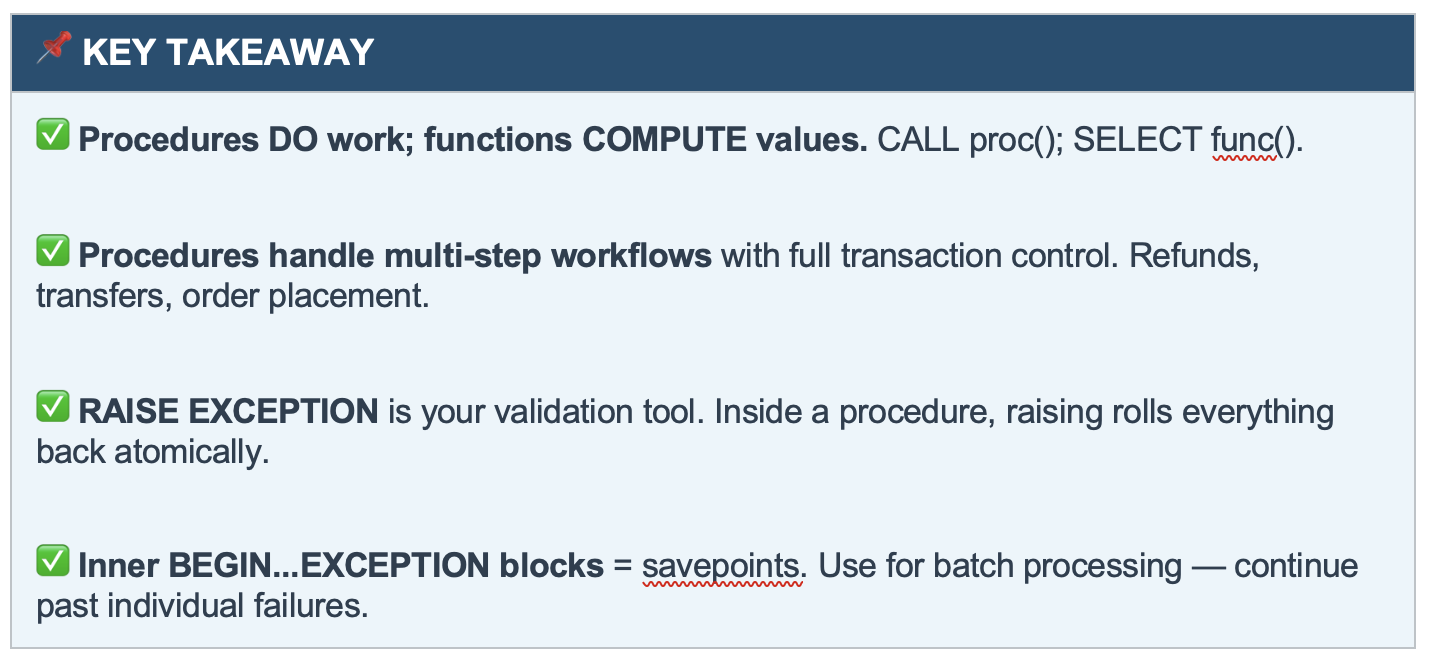 📌 KEY TAKEAWAY
✅ Procedures DO work; functions COMPUTE values. CALL proc(); SELECT func().
✅ Procedures handle multi-step workflows with full transaction control. Refunds,
transfers, order placement.
✅ RAISE EXCEPTION is your validation tool. Inside a procedure, raising rolls everything
back atomically.
✅ Inner BEGIN...EXCEPTION blocks = savepoints. Use for batch processing — continue
past individual failures.